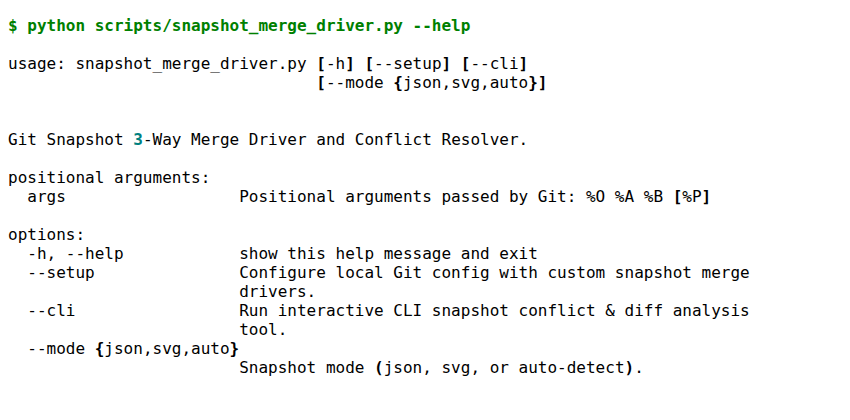 $ python scripts/snapshot_merge_driver.py --help
usage: snapshot_merge_driver.py [-h] [--setup] [--cli]
[--mode {json,svg,auto}]
Git Snapshot 3-Way Merge Driver and Conflict Resolver.
positional arguments:
args Positional arguments passed by Git: %O %A %B [%P]
options:
-h, --help show this help message and exit
--setup Configure local Git config with custom snapshot merge
drivers.
--cli Run interactive CLI snapshot conflict & diff analysis
tool.
--mode {json,svg,auto}
Snapshot mode (json, svg, or auto-detect).